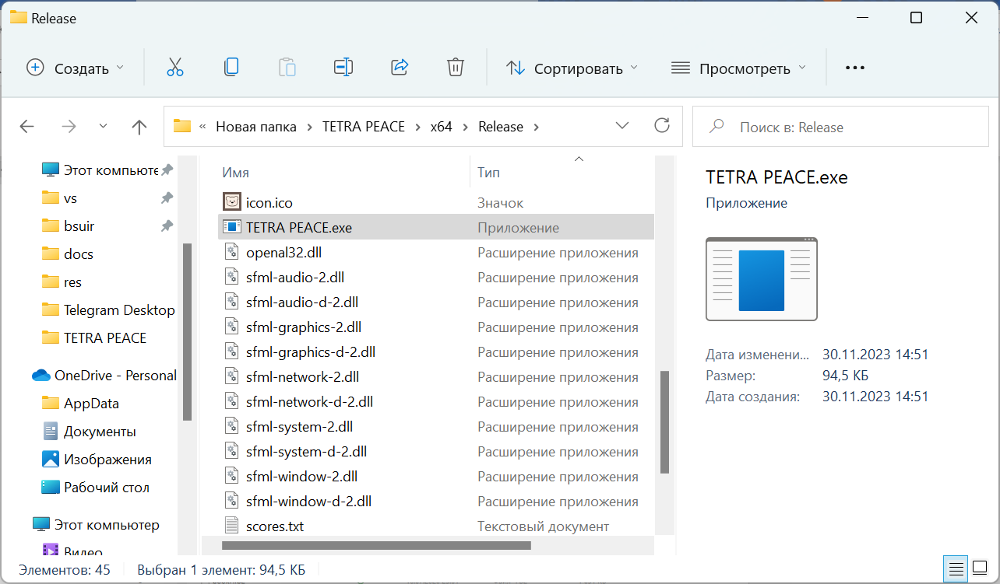 Release
Создать
Сортировать
Просмотреть
« Новая папка > TETRA PEACE > x64 > Release >
Поиск в: Release
Этот компьюте
vs
bsuir
docs
res
Telegram Desktop
TETRA PEACE
OneDrive - Personal
AppData
Документы
Изображения
Рабочий стол
Этот компьютер
Видео
Имя Тип
icon.ico Значок
TETRA PEACE.exe Приложение
openal32.dll Расширение приложения
sfml-audio-2.dll Расширение приложения
sfml-audio-d-2.dll Расширение приложения
sfml-graphics-2.dll Расширение приложения
sfml-graphics-d-2.dll Расширение приложения
sfml-network-2.dll Расширение приложения
sfml-network-d-2.dll Расширение приложения
sfml-system-2.dll Расширение приложения
sfml-system-d-2.dll Расширение приложения
sfml-window-2.dll Расширение приложения
sfml-window-d-2.dll Расширение приложения
scores.txt Текстовый документ
TETRA PEACE.exe
Приложение
Дата изменени... 30.11.2023 14:51
Размер: 94,5 КБ
Дата создания: 30.11.2023 14:51
Элементов: 45 Выбран 1 элемент: 94,5 КБ